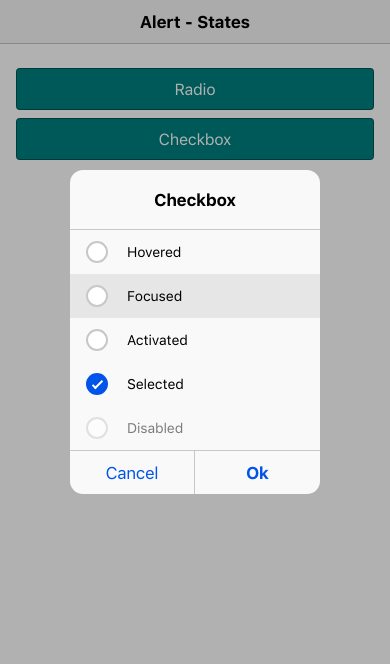 Alert - States
Radio
Checkbox
Checkbox
Hovered
Focused
Activated
Selected
Disabled
Cancel Ok